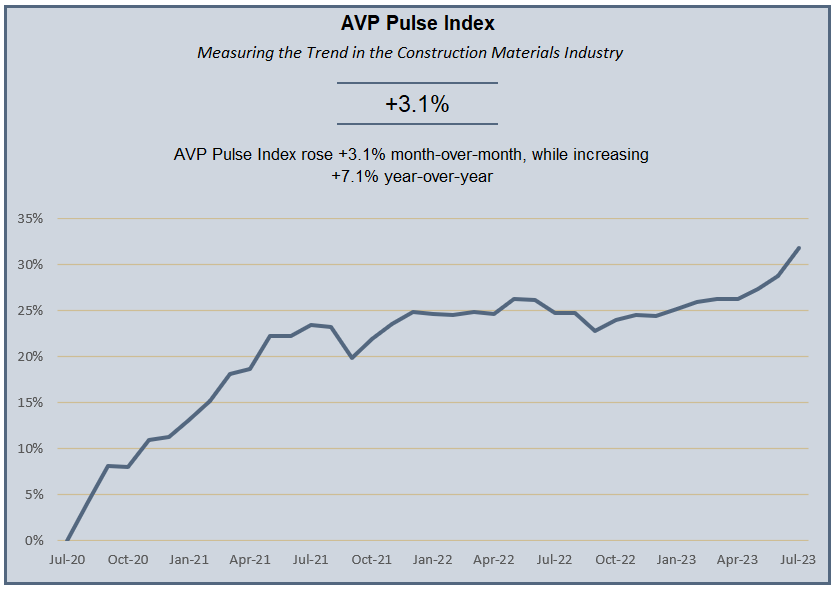 AVP Pulse Index
Measuring the Trend in the Construction Materials Industry
+3.1%
AVP Pulse Index rose +3.1% month-over-month, while increasing
+7.1% year-over-year
35%
30%
25%
20%
15%
10%
5%
0%
Jul-20 Oct-20 Jan-21 Apr-21 Jul-21 Oct-21 Jan-22 Apr-22 Jul-22 Oct-22 Jan-23 Apr-23 Jul-23